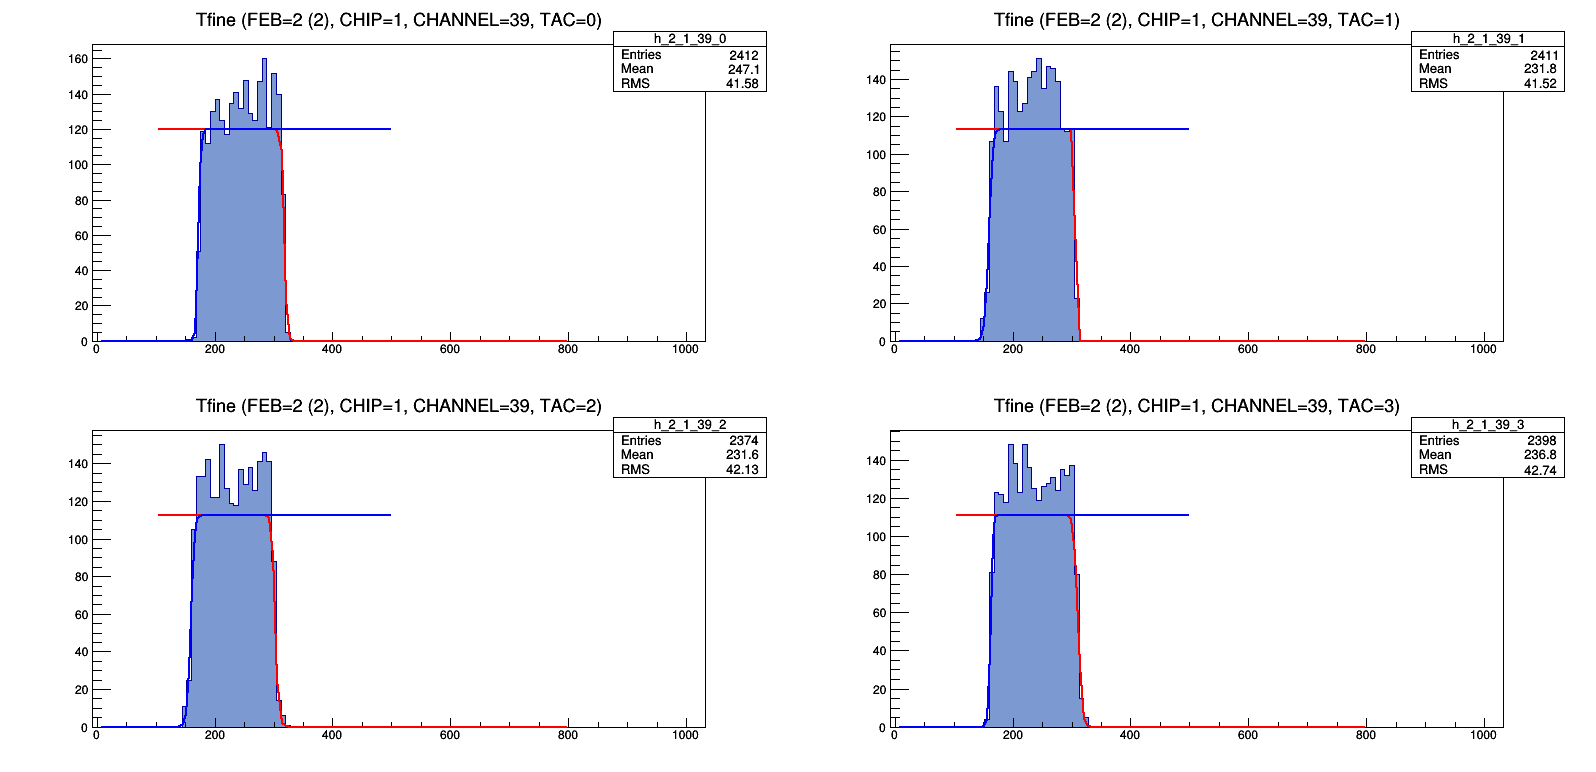 Tfine (FEB=2 (2), CHIP=1, CHANNEL=39, TAC=0)
h_2_1_39_0
Entries 2412
Mean 247.1
RMS 41.58
160
140
120
100
80
60
40
20
0
0 200 400 600 800 1000
Tfine (FEB=2 (2), CHIP=1, CHANNEL=39, TAC=1)
h_2_1_39_1
Entries 2411
Mean 231.8
RMS 41.52
140
120
100
80
60
40
20
0
0 200 400 600 800 1000
Tfine (FEB=2 (2), CHIP=1, CHANNEL=39, TAC=2)
h_2_1_39_2
Entries 2374
Mean 231.6
RMS 42.13
140
120
100
80
60
40
20
0
0 200 400 600 800 1000
Tfine (FEB=2 (2), CHIP=1, CHANNEL=39, TAC=3)
h_2_1_39_3
Entries 2398
Mean 236.8
RMS 42.74
140
120
100
80
60
40
20
0
0 200 400 600 800 1000